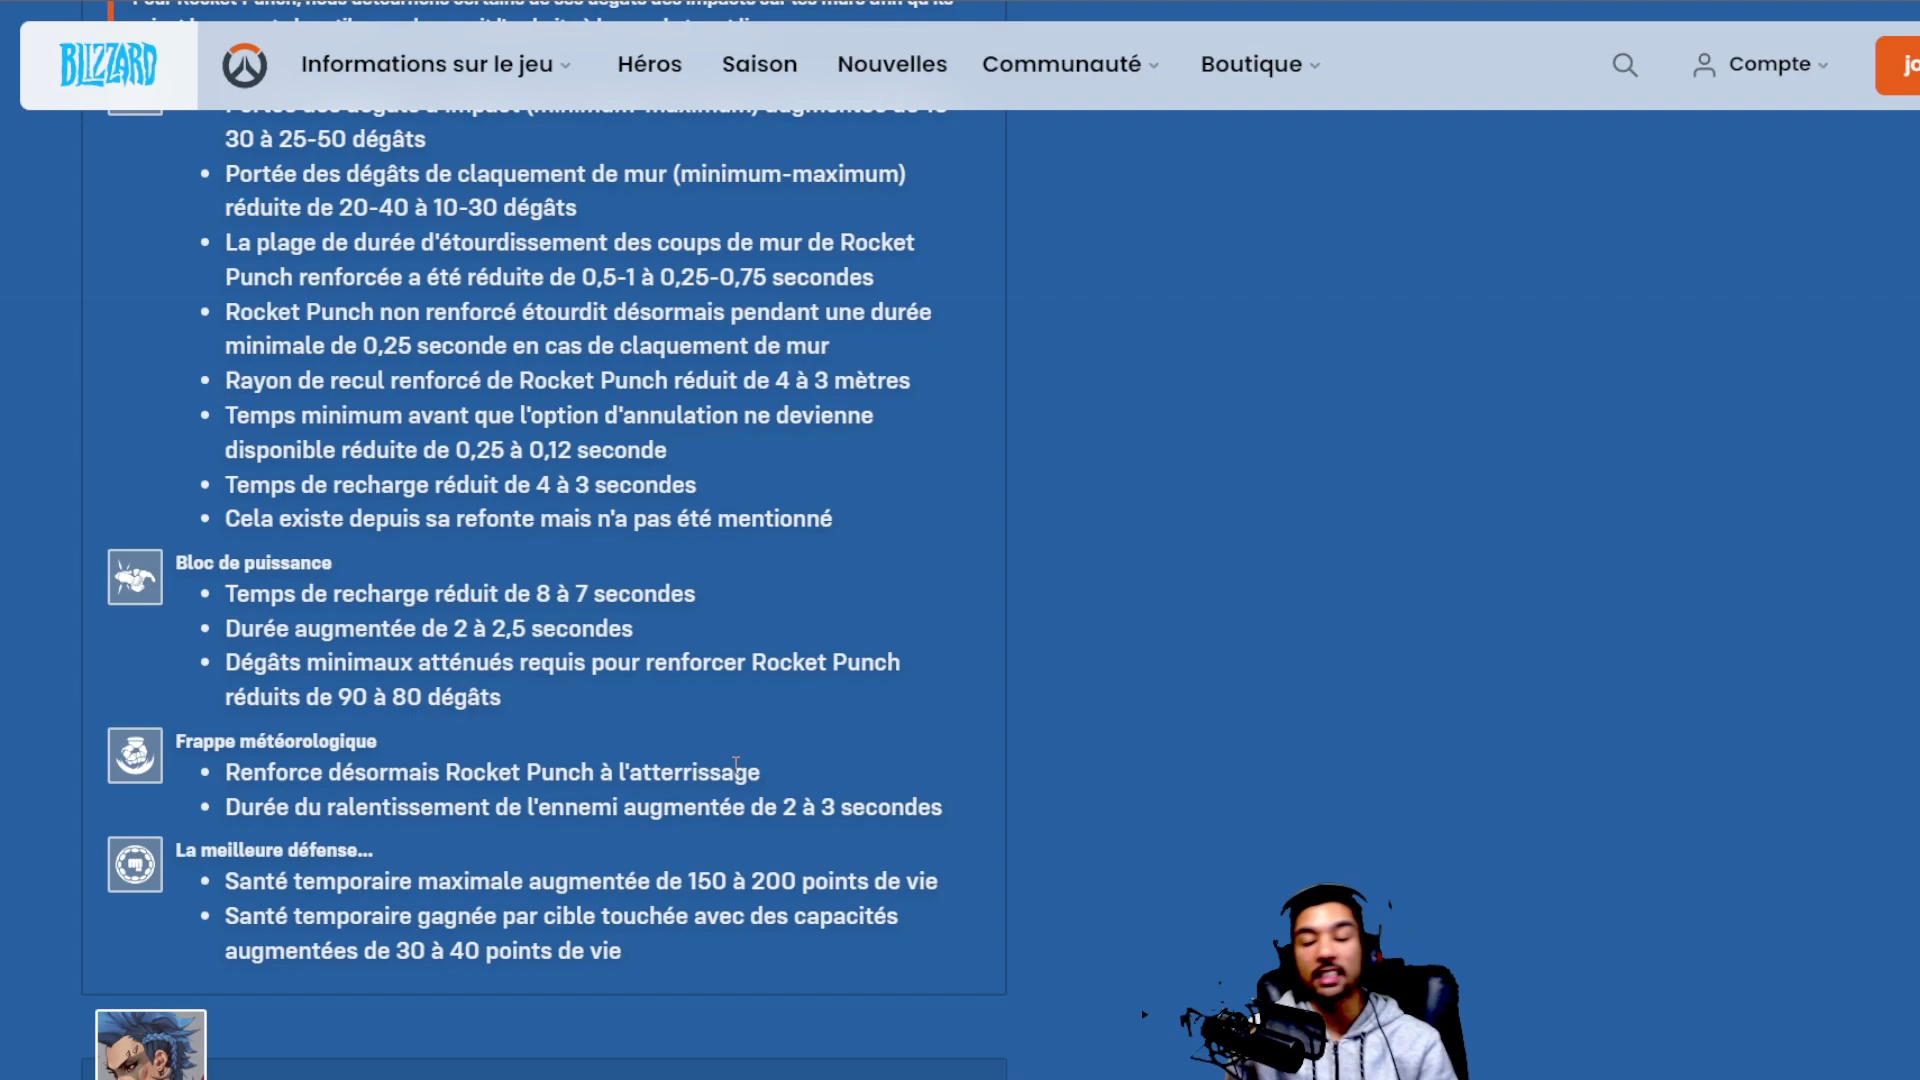 BLIZZARD
Informations sur le jeu
Héros
Saison
Nouvelles
Communauté
Boutique
Compte
jo
30 à 25-50 dégâts
Portée des dégâts de claquement de mur (minimum-maximum)
réduite de 20-40 à 10-30 dégâts
La plage de durée d'étourdissement des coups de mur de Rocket
Punch renforcée a été réduite de 0,5-1 à 0,25-0,75 secondes
Rocket Punch non renforcé étourdit désormais pendant une durée
minimale de 0,25 seconde en cas de claquement de mur
Rayon de recul renforcé de Rocket Punch réduit de 4 à 3 mètres
Temps minimum avant que l'option d'annulation ne devienne
disponible réduite de 0,25 à 0,12 seconde
Temps de recharge réduit de 4 à 3 secondes
Cela existe depuis sa refonte mais n'a pas été mentionné
Bloc de puissance
Temps de recharge réduit de 8 à 7 secondes
Durée augmentée de 2 à 2,5 secondes
Dégâts minimaux atténués requis pour renforcer Rocket Punch
réduits de 90 à 80 dégâts
Frappe météorologique
Renforce désormais Rocket Punch à l'atterrissage
Durée du ralentissement de l'ennemi augmentée de 2 à 3 secondes
La meilleure défense...
Santé temporaire maximale augmentée de 150 à 200 points de vie
Santé temporaire gagnée par cible touchée avec des capacités
augmentées de 30 à 40 points de vie